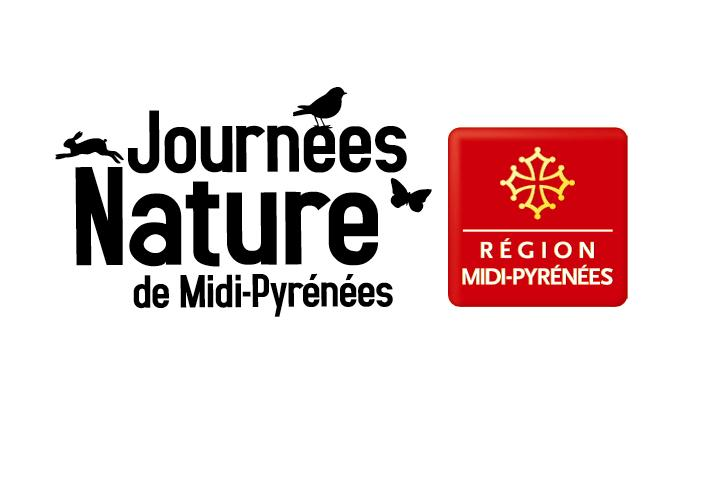 Journées
Nature
de Midi-Pyrénées
RÉGION
MIDI-PYRÉNÉES